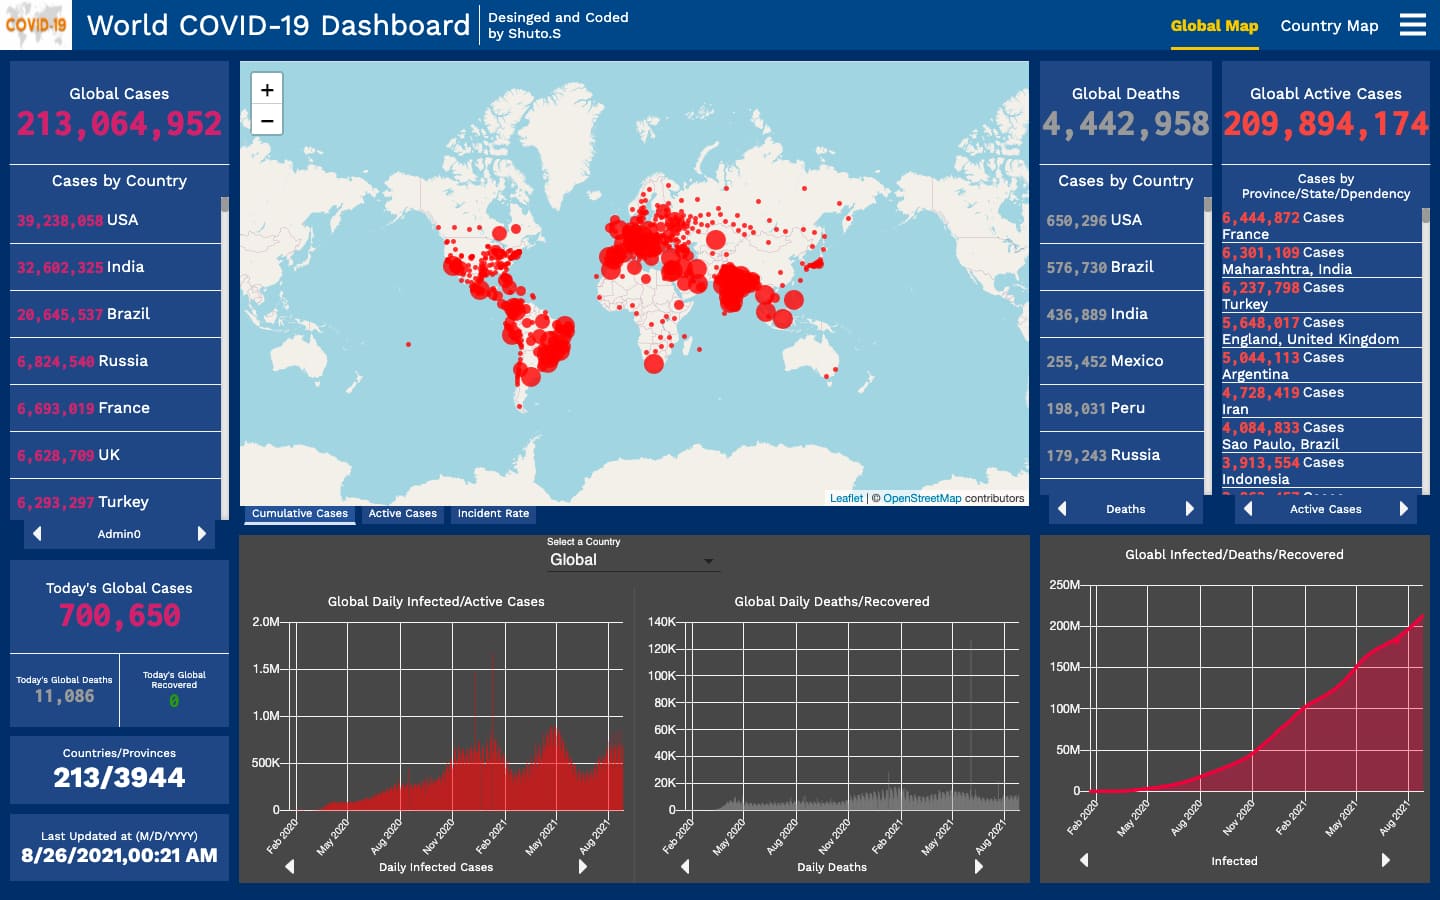 COVID-19
World COVID-19 Dashboard
Desinged and Coded
by Shuto.S
Global Map
Country Map
Global Cases
213,064,952
Cases by Country
39,238,058 USA
32,602,325 India
20,645,537 Brazil
6,824,540 Russia
6,693,019 France
6,628,709 UK
6,293,297 Turkey
Admin0
Today's Global Cases
700,650
Today's Global Deaths
11,086
Today's Global
Recovered
0
Countries/Provinces
213/3944
Last Updated at (M/D/YYYY)
8/26/2021,00:21 AM
+
−
Leaflet | © OpenStreetMap contributors
Cumulative Cases
Active Cases
Incident Rate
Select a Country
Global
Global Daily Infected/Active Cases
2.0M
1.5M
1.0M
500K
0
Feb 2020
May 2020
Aug 2020
Nov 2020
Feb 2021
May 2021
Aug 2021
Daily Infected Cases
Global Daily Deaths/Recovered
140K
120K
100K
80K
60K
40K
20K
0
Feb 2020
May 2020
Aug 2020
Nov 2020
Feb 2021
May 2021
Aug 2021
Daily Deaths
Global Deaths
4,442,958
Cases by Country
650,296 USA
576,730 Brazil
436,889 India
255,452 Mexico
198,031 Peru
179,243 Russia
Deaths
Gloabl Active Cases
209,894,174
Cases by
Province/State/Dpendency
6,444,872 Cases
France
6,301,109 Cases
Maharashtra, India
6,237,798 Cases
Turkey
5,648,017 Cases
England, United Kingdom
5,044,113 Cases
Argentina
4,728,419 Cases
Iran
4,084,833 Cases
Sao Paulo, Brazil
3,913,554 Cases
Indonesia
Active Cases
Gloabl Infected/Deaths/Recovered
250M
200M
150M
100M
50M
0
Feb 2020
May 2020
Aug 2020
Nov 2020
Feb 2021
May 2021
Aug 2021
Infected